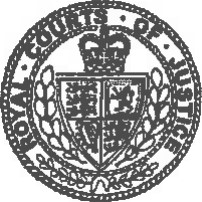 ROYAL · COURTS · OF · JUSTICE